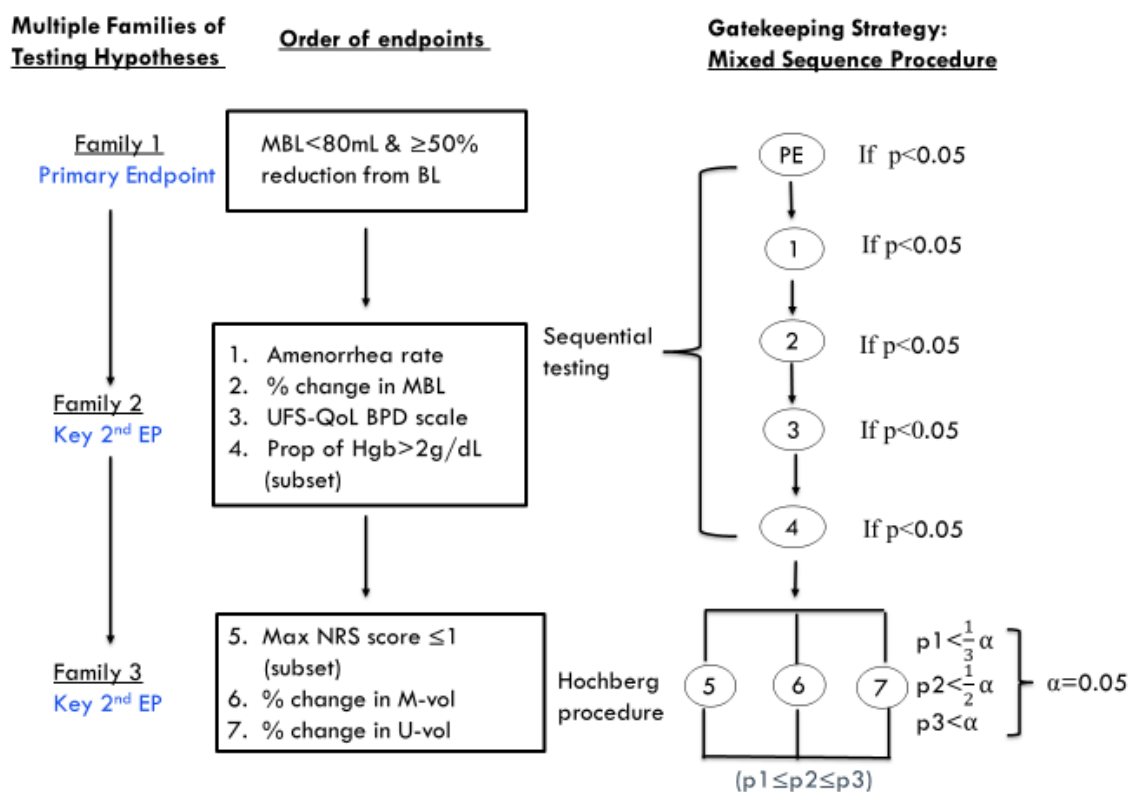 Multiple Families of
Testing Hypotheses
Order of endpoints
Gatekeeping Strategy:
Mixed Sequence Procedure
Family 1
Primary Endpoint
MBL<80mL & ≥50%
reduction from BL
PE
If p<0.05
1
If p<0.05
2
If p<0.05
3
If p<0.05
4
If p<0.05
Sequential
testing
Family 2
Key 2nd EP
1. Amenorrhea rate
2. % change in MBL
3. UFS-QoL BPD scale
4. Prop of Hgb>2g/dL
(subset)
Family 3
Key 2nd EP
5. Max NRS score ≤1
(subset)
6. % change in M-vol
7. % change in U-vol
Hochberg
procedure
5 6 7
p1<1/3 α
p2<1/2 α
p3<α
α=0.05
(p1≤p2≤p3)